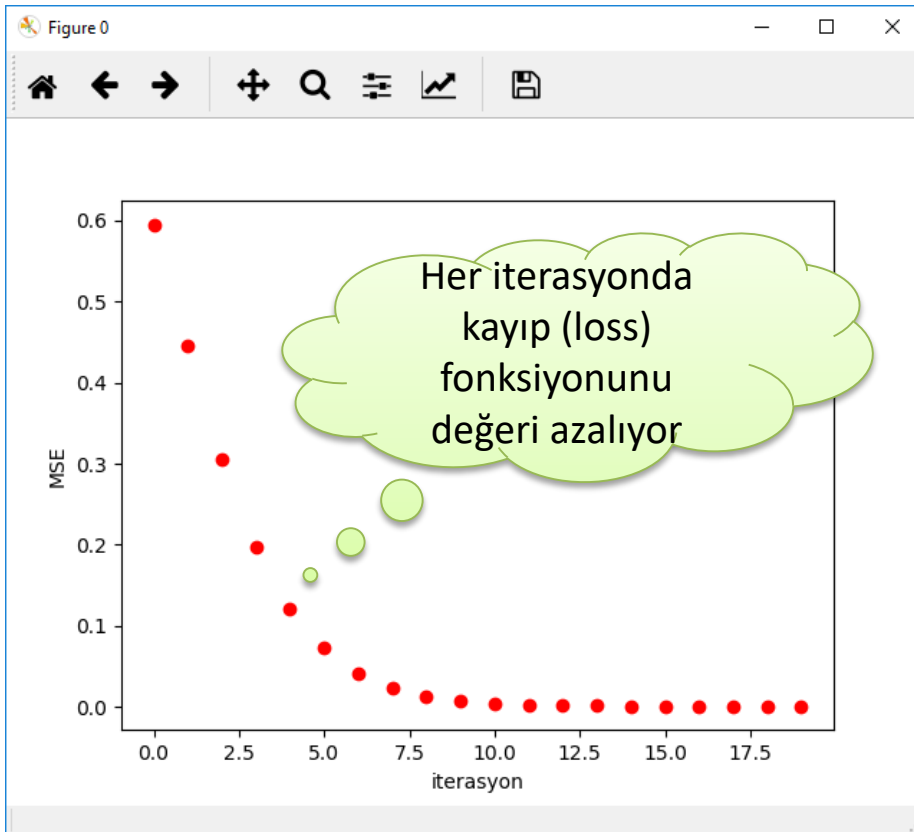 Figure 0
0.6
0.5
0.4
0.3
0.2
0.1
0.0
MSE
Her iterasyonda
kayıp (loss)
fonksiyonunu
değeri azalıyor
0.0 2.5 5.0 7.5 10.0 12.5 15.0 17.5
iterasyon